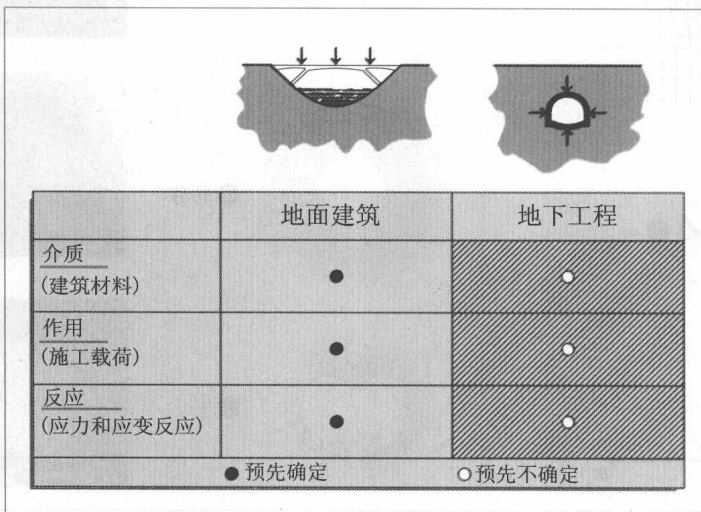 地面建筑 地下工程
介质
(建筑材料)
作用
(施工载荷)
反应
(应力和应变反应)
● 预先确定 ○ 预先不确定